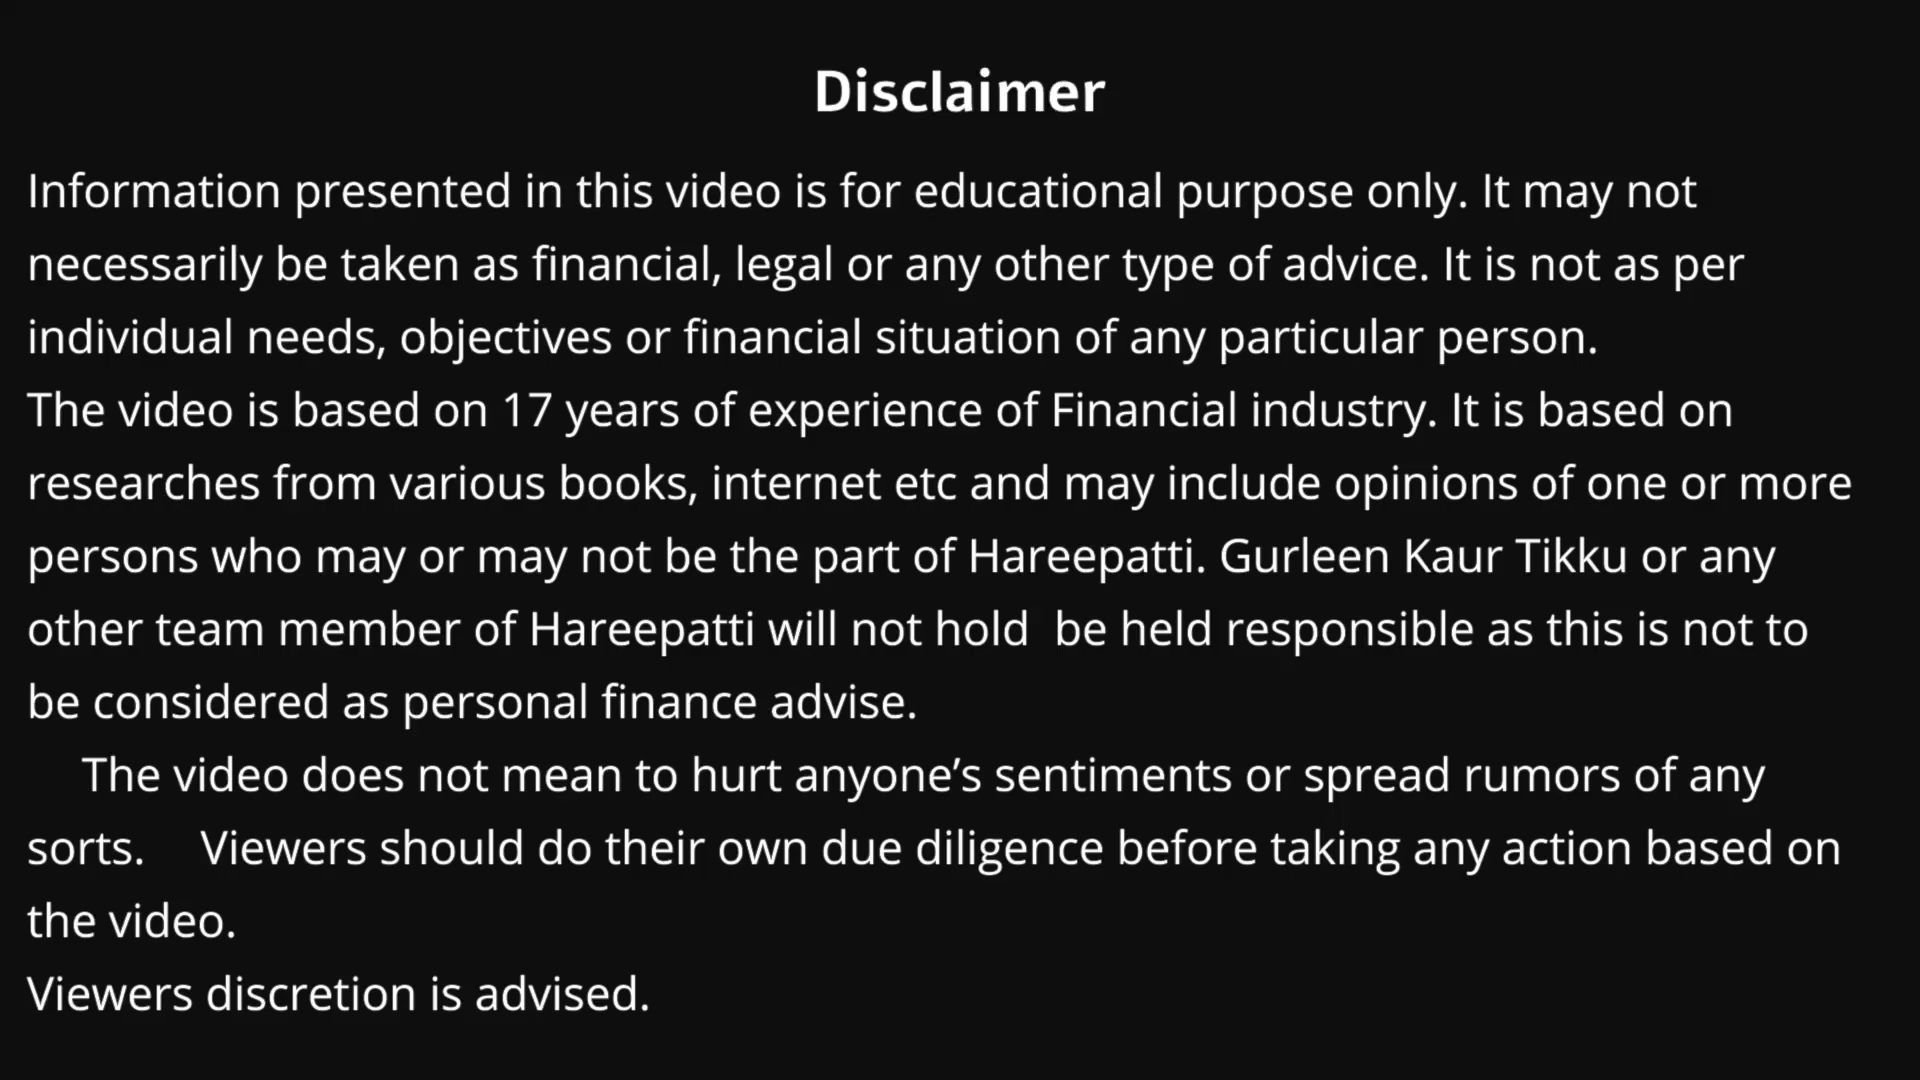 Disclaimer
Information presented in this video is for educational purpose only. It may not
necessarily be taken as financial, legal or any other type of advice. It is not as per
individual needs, objectives or financial situation of any particular person.
The video is based on 17 years of experience of Financial industry. It is based on
researches from various books, internet etc and may include opinions of one or more
persons who may or may not be the part of Hareepatti. Gurleen Kaur Tikku or any
other team member of Hareepatti will not hold  be held responsible as this is not to
be considered as personal finance advise.
The video does not mean to hurt anyone’s sentiments or spread rumors of any
sorts.    Viewers should do their own due diligence before taking any action based on
the video.
Viewers discretion is advised.